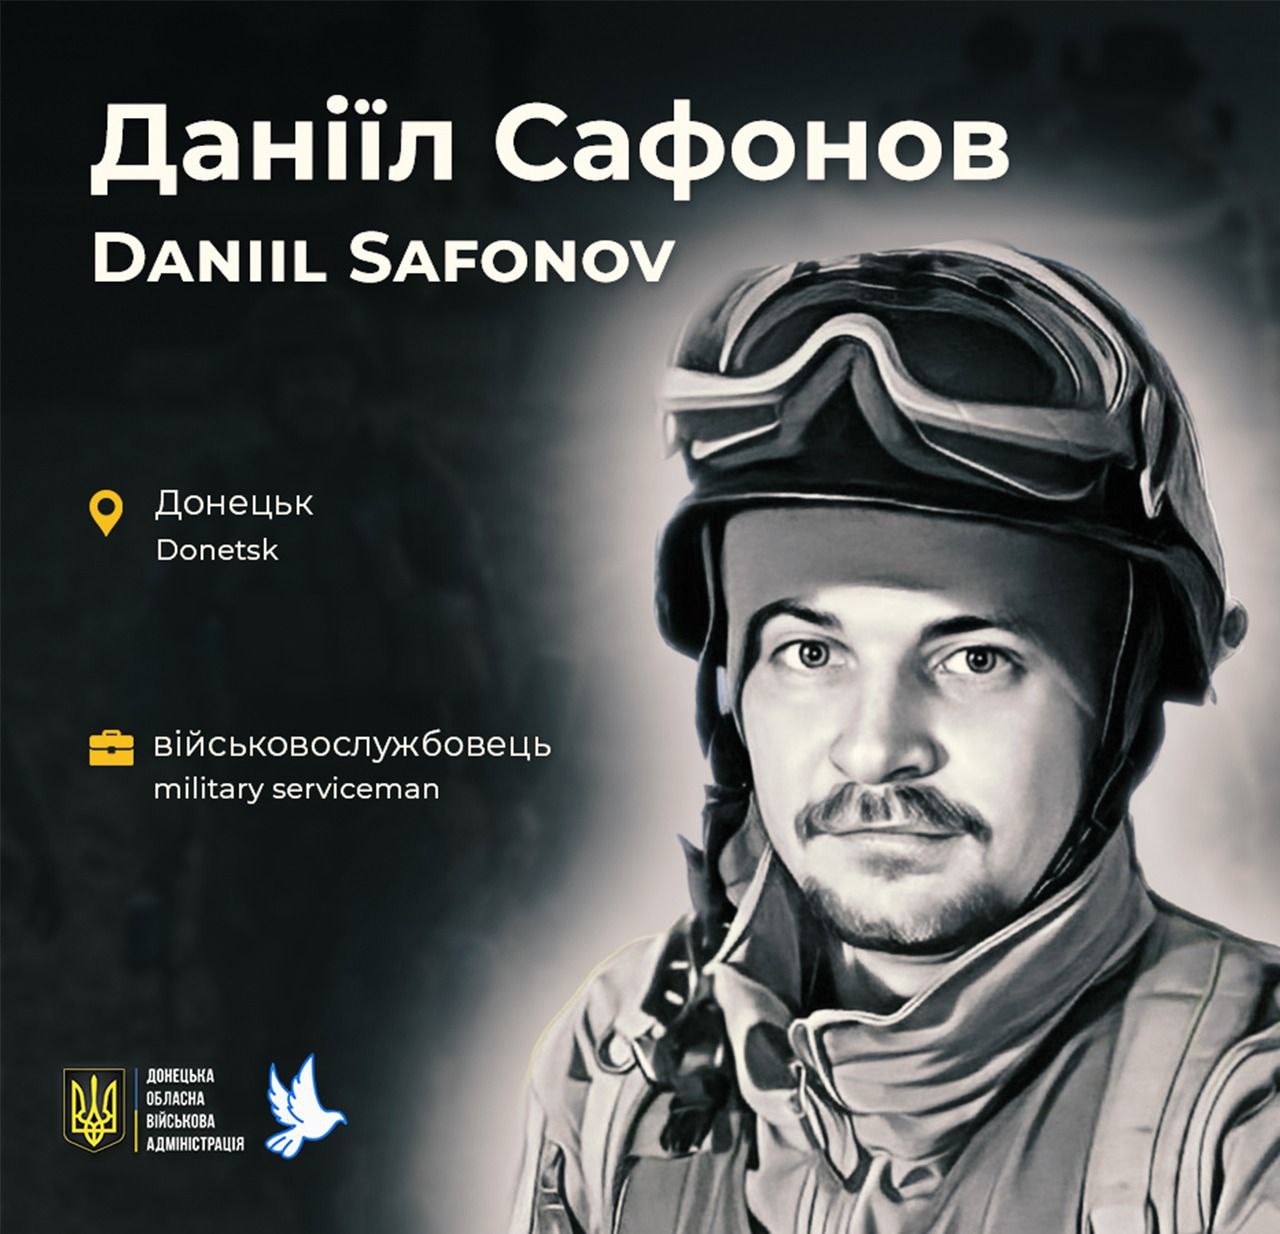 Даніїл Сафонов
DANIIL SAFONOV
Донецьк
Donetsk
військовослужбовець
military serviceman
ДОНЕЦЬКА
ОБЛАСНА
ВІЙСЬКОВА
АДМІНІСТРАЦІЯ